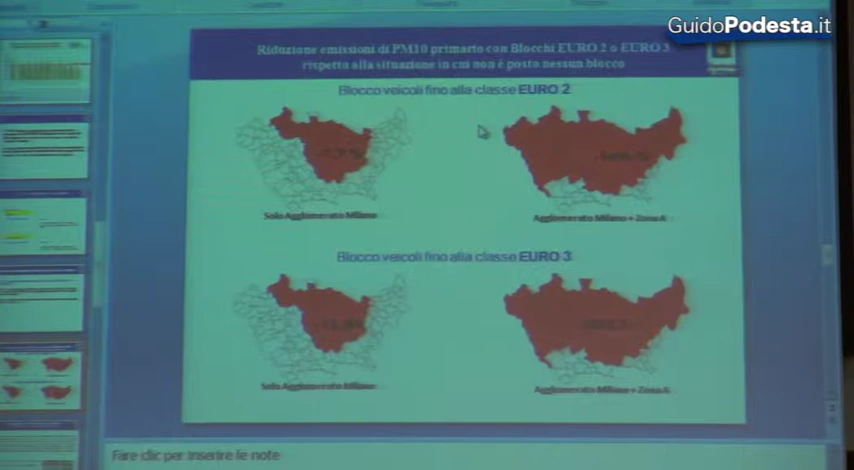 GuidoPodesta.it
Riduzione emissioni di PM10 primario con Blocchi EURO 2 o EURO 3
rispetto alla situazione in cui non è posto nessun blocco
Blocco veicoli fino alla classe EURO 2
Solo Agglomerato Milano
Agglomerato Milano + Zona A
Blocco veicoli fino alla classe EURO 3
Solo Agglomerato Milano
Agglomerato Milano + Zona A
Fare clic per inserire le note